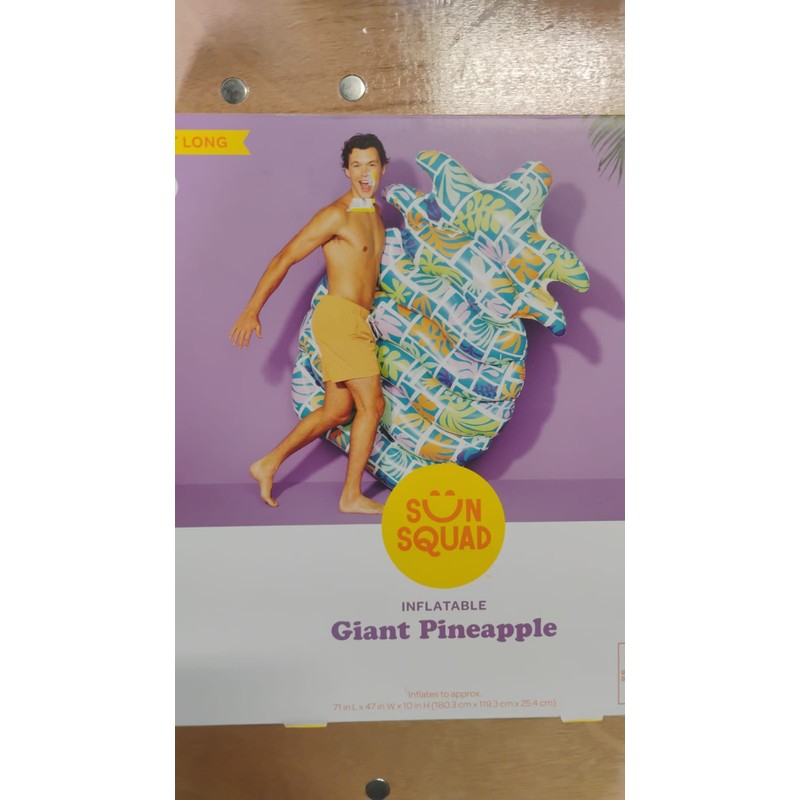 LONG
SUN
SQUAD
INFLATABLE
Giant Pineapple
Inflates to approx.
71 in L x 47 in W x 10 in H (180.3 cm x 119.3 cm x 25.4 cm)